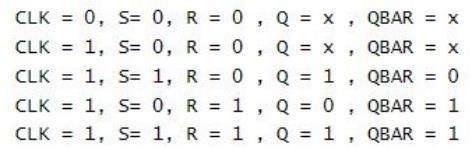 CLK = 0, S= 0, R = 0 , Q = x , QBAR = x
CLK = 1, S= 0, R = 0 , Q = x , QBAR = x
CLK = 1, S= 1, R = 0 , Q = 1 , QBAR = 0
CLK = 1, S= 0, R = 1 , Q = 0 , QBAR = 1
CLK = 1, S= 1, R = 1 , Q = 1 , QBAR = 1